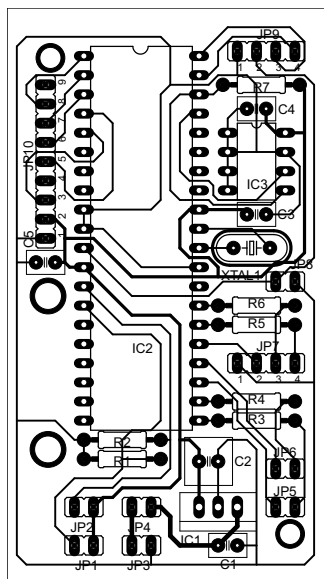 JP9
1 2 3 4
R7
C4
IC3
C3
XTAL1
JP8
R6
R5
JP7
1 2 3 4
R4
R3
JP6
JP5
9
8
7
6
5
4
3
2
1
JP10
C5
IC2
R2
R1
C2
IC1
C1
JP2
JP4
JP1
JP3